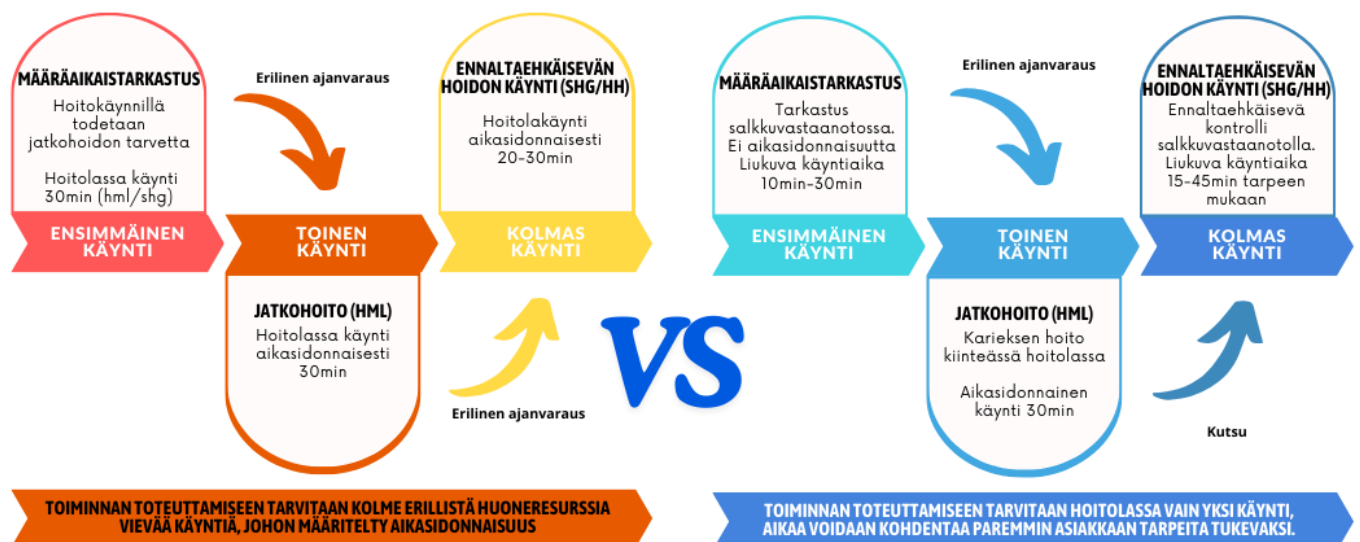 MÄÄRÄAIKAISTARKASTUS
Hoitokäynnillä
todetaan
jatkohoidon tarvetta
Hoitolassa käynti
30min (hml/shg)
ENSIMMÄINEN
KÄYNTI
Erilinen ajanvaraus
TOINEN
KÄYNTI
JATKOHOITO (HML)
Hoitolassa käynti
aikasidonnaisesti
30min
Erilinen ajanvaraus
ENNALTAEHKÄISEVÄN
HOIDON KÄYNTI (SHG/HH)
Hoitolakäynti
aikasidonnaisesti
20-30min
KOLMAS
KÄYNTI
TOIMINNAN TOTEUTTAMISEEN TARVITAAN KOLME ERILLISTÄ HUONERESURSSIA
VIEVÄÄ KÄYNTIÄ, JOHON MÄÄRITELTY AIKASIDONNAISUUS
VS
MÄÄRÄAIKAISTARKASTUS
Tarkastus
salkkuvastaanotossa.
Ei aikasidonnaisuutta
Liukuva käyntiaika
10min-30min
ENSIMMÄINEN
KÄYNTI
Erilinen ajanvaraus
TOINEN
KÄYNTI
JATKOHOITO (HML)
Karieksen hoito
kiinteässä hoitolassa
Aikasidonnainen
käynti 30min
Kutsu
ENNALTAEHKÄISEVÄN
HOIDON KÄYNTI (SHG/HH)
Ennaltaehkäisevä
kontrolli
salkkuvastaanotolla.
Liukuva käyntiaika
15-45min tarpeen
mukaan
KOLMAS
KÄYNTI
TOIMINNAN TOTEUTTAMISEEN TARVITAAN HOITOLASSA VAIN YKSI KÄYNTI,
AIKAA VOIDAAN KOHDENTAA PAREMMIN ASIAKKAAN TARPEITA TUKEVAKSI.